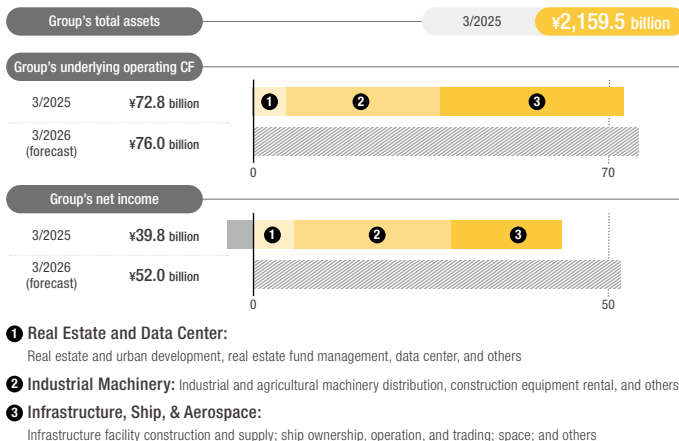 Group's total assets
3/2025
¥2,159.5 billion
Group's underlying operating CF
3/2025
¥72.8 billion
1
2
3
3/2026
(forecast)
¥76.0 billion
0
70
Group's net income
3/2025
¥39.8 billion
1
2
3
3/2026
(forecast)
¥52.0 billion
0
50
1 Real Estate and Data Center:
Real estate and urban development, real estate fund management, data center, and others
2 Industrial Machinery: Industrial and agricultural machinery distribution, construction equipment rental, and others
3 Infrastructure, Ship, & Aerospace:
Infrastructure facility construction and supply; ship ownership, operation, and trading; space; and others